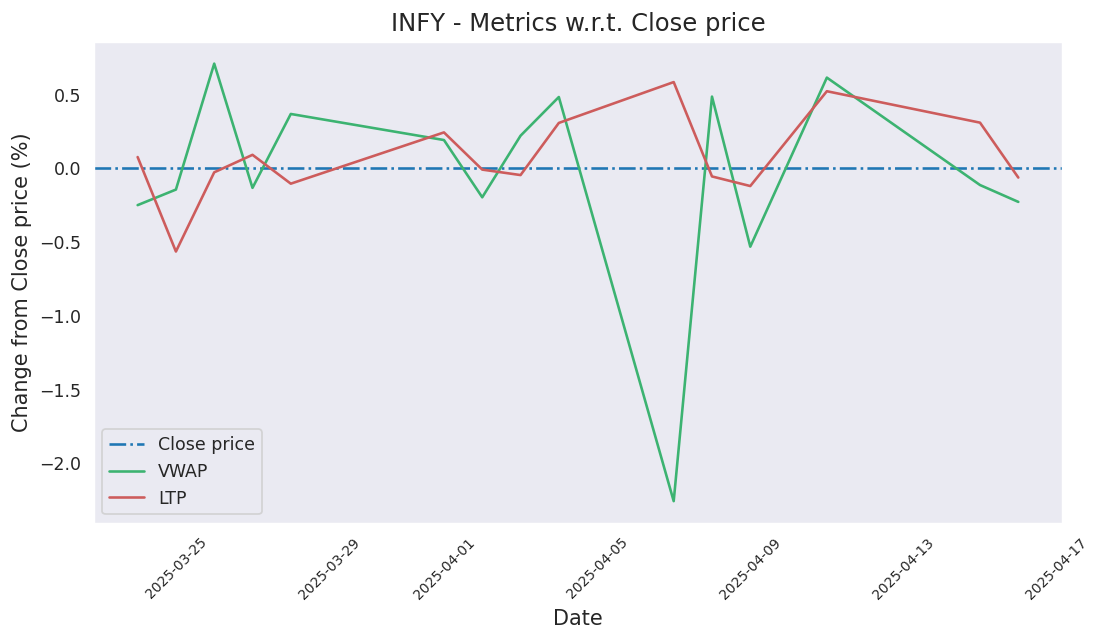 INFY - Metrics w.r.t. Close price
Change from Close price (%)
0.5
0.0
−0.5
−1.0
−1.5
−2.0
Close price
VWAP
LTP
2025-03-25
2025-03-29
2025-04-01
2025-04-05
2025-04-09
2025-04-13
2025-04-17
Date